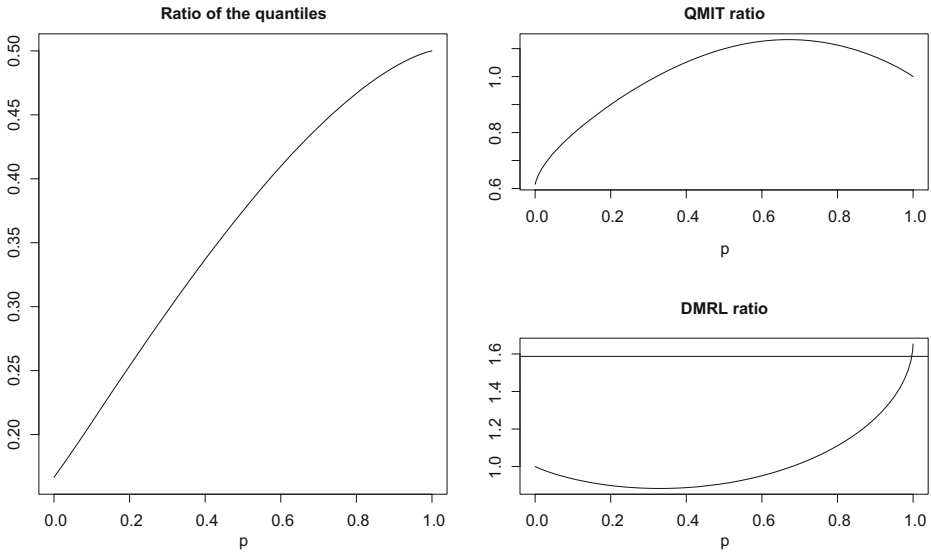 Ratio of the quantiles
0.50
0.45
0.40
0.35
0.30
0.25
0.20
0.0 0.2 0.4 0.6 0.8 1.0
p
QMIT ratio
1.0
0.8
0.6
0.0 0.2 0.4 0.6 0.8 1.0
p
DMRL ratio
1.6
1.4
1.2
1.0
0.0 0.2 0.4 0.6 0.8 1.0
p